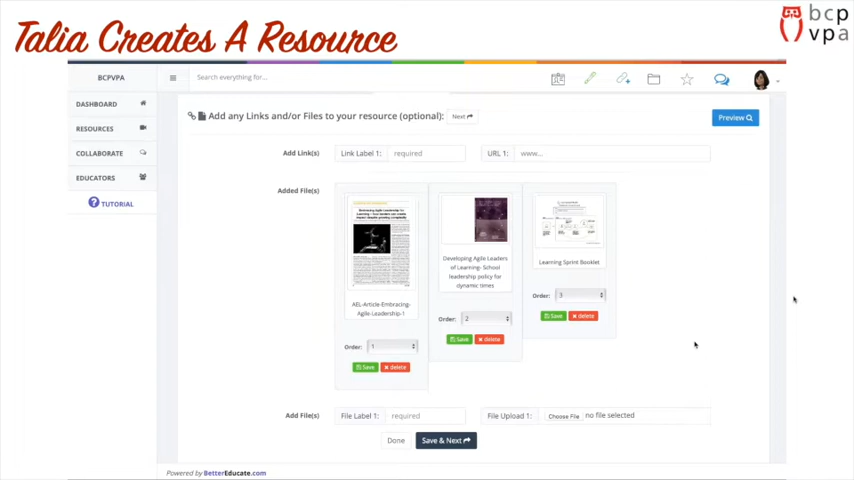 Talia Creates A Resource
bcp
vpa
BCPVPA
Search everything for...
DASHBOARD
RESOURCES
COLLABORATE
EDUCATORS
TUTORIAL
Add any Links and/or Files to your resource (optional):
Next
Preview
Add Link(s)
Link Label 1:
required
URL 1:
www...
Added File(s)
AEL-Article-Embracing-
Agile-Leadership-1
Order:
1
Save
delete
Developing Agile Leaders
of Learning- School
leadership policy for
dynamic times
Order:
2
Save
delete
Learning Sprint Booklet
Order:
3
Save
delete
Add File(s)
File Label 1:
required
File Upload 1:
Choose File
no file selected
Done
Save & Next
Powered by BetterEducate.com